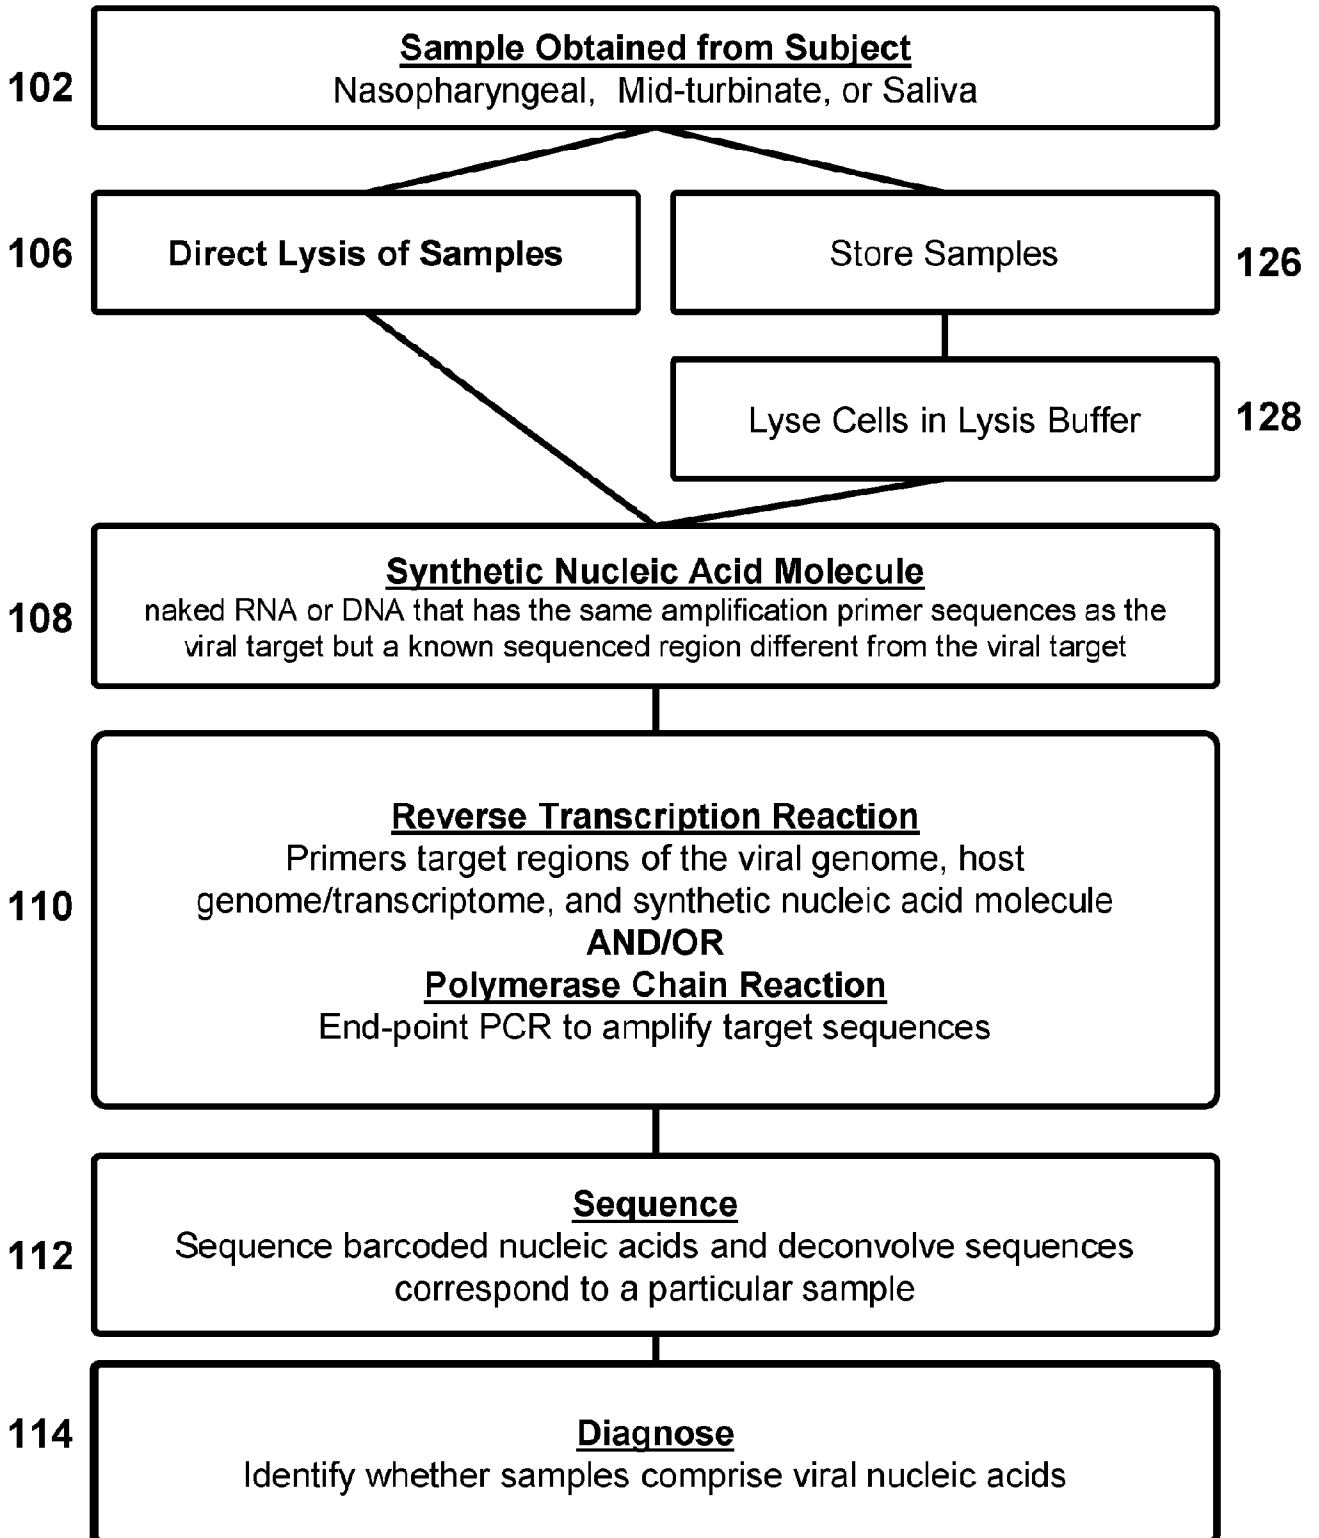 Sample Obtained from Subject
102
Nasopharyngeal, Mid-turbinate, or Saliva
106
Direct Lysis of Samples
Store Samples
126
Lyse Cells in Lysis Buffer
128
Synthetic Nucleic Acid Molecule
108
naked RNA or DNA that has the same amplification primer sequences as the
viral target but a known sequenced region different from the viral target
Reverse Transcription Reaction
Primers target regions of the viral genome, host
110
genome/transcriptome, and synthetic nucleic acid molecule
AND/OR
Polymerase Chain Reaction
End-point PCR to amplify target sequences
Sequence
112
Sequence barcoded nucleic acids and deconvolve sequences
correspond to a particular sample
114
Diagnose
Identify whether samples comprise viral nucleic acids